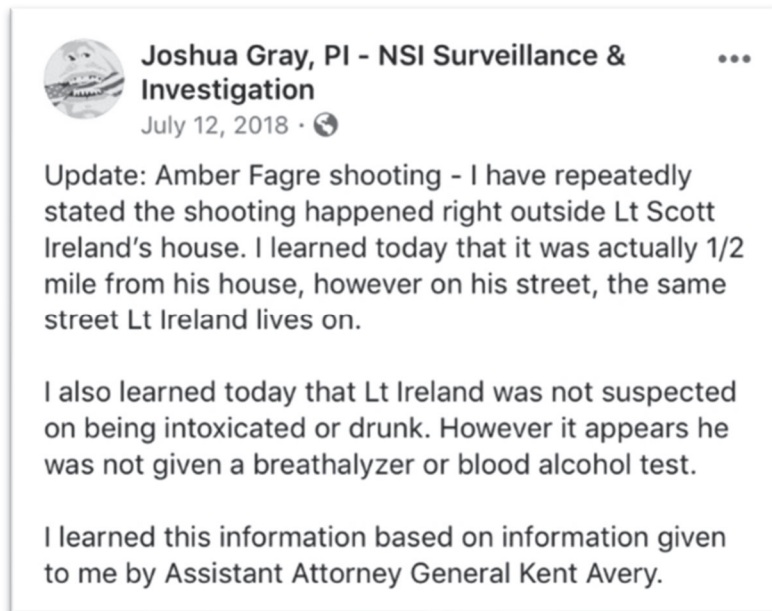 Joshua Gray, PI - NSI Surveillance &
Investigation
July 12, 2018 ·
Update: Amber Fagre shooting - I have repeatedly
stated the shooting happened right outside Lt Scott
Ireland's house. I learned today that it was actually 1/2
mile from his house, however on his street, the same
street Lt Ireland lives on.
I also learned today that Lt Ireland was not suspected
on being intoxicated or drunk. However it appears he
was not given a breathalyzer or blood alcohol test.
I learned this information based on information given
to me by Assistant Attorney General Kent Avery.